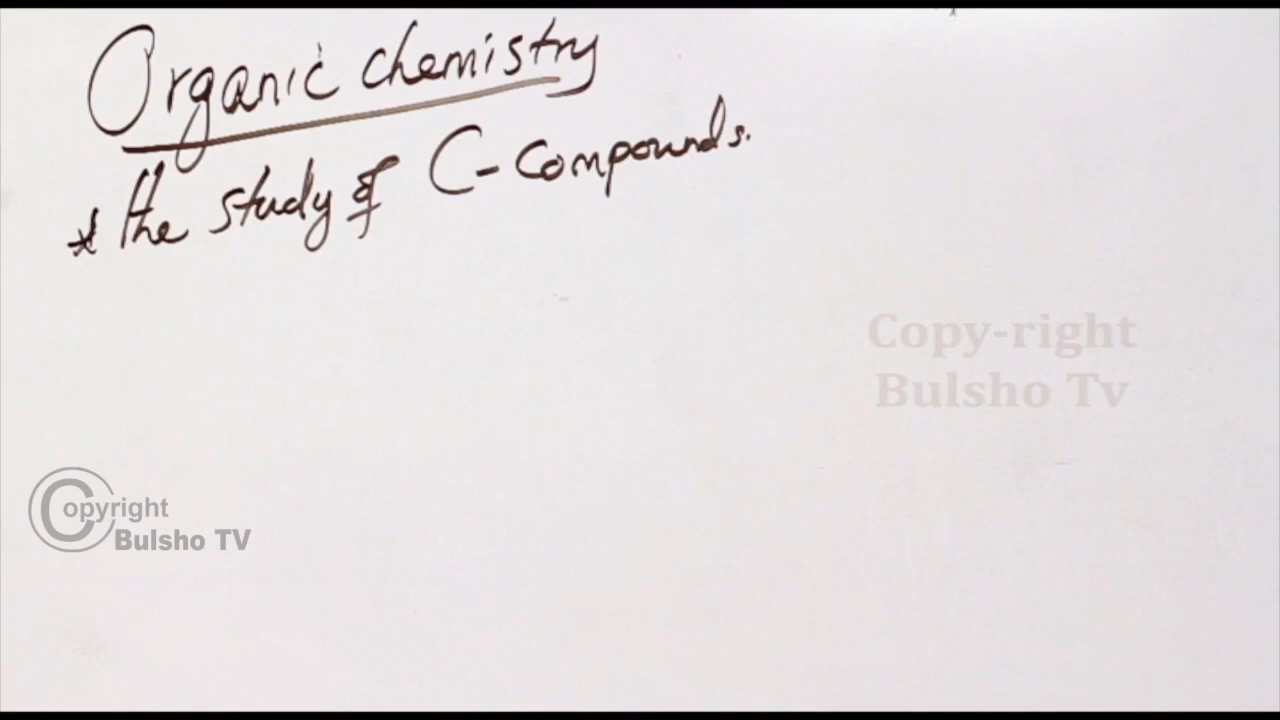 Organic chemistry
* the study of C-compounds.
Copy-right
Bulsho Tv
Copyright
Bulsho TV